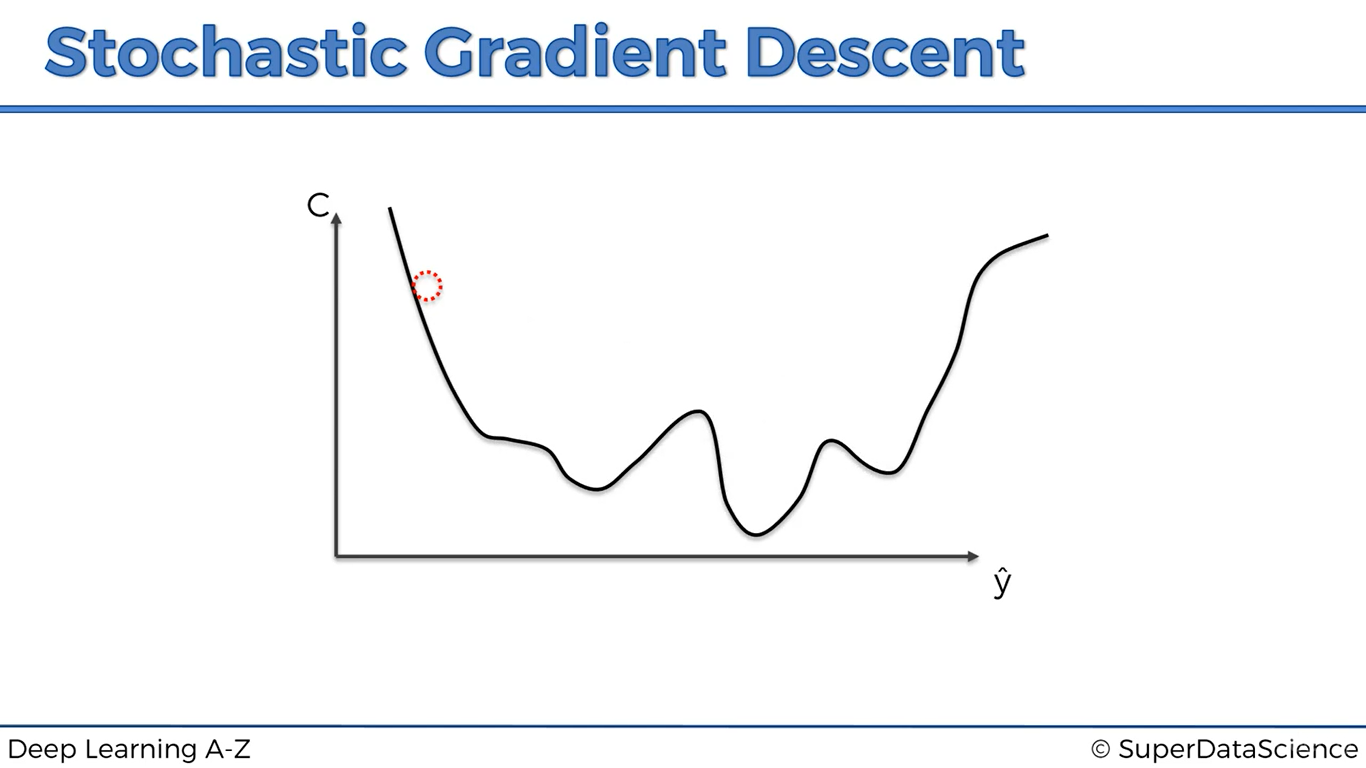 Stochastic Gradient Descent
C
ŷ
Deep Learning A-Z
© SuperDataScience